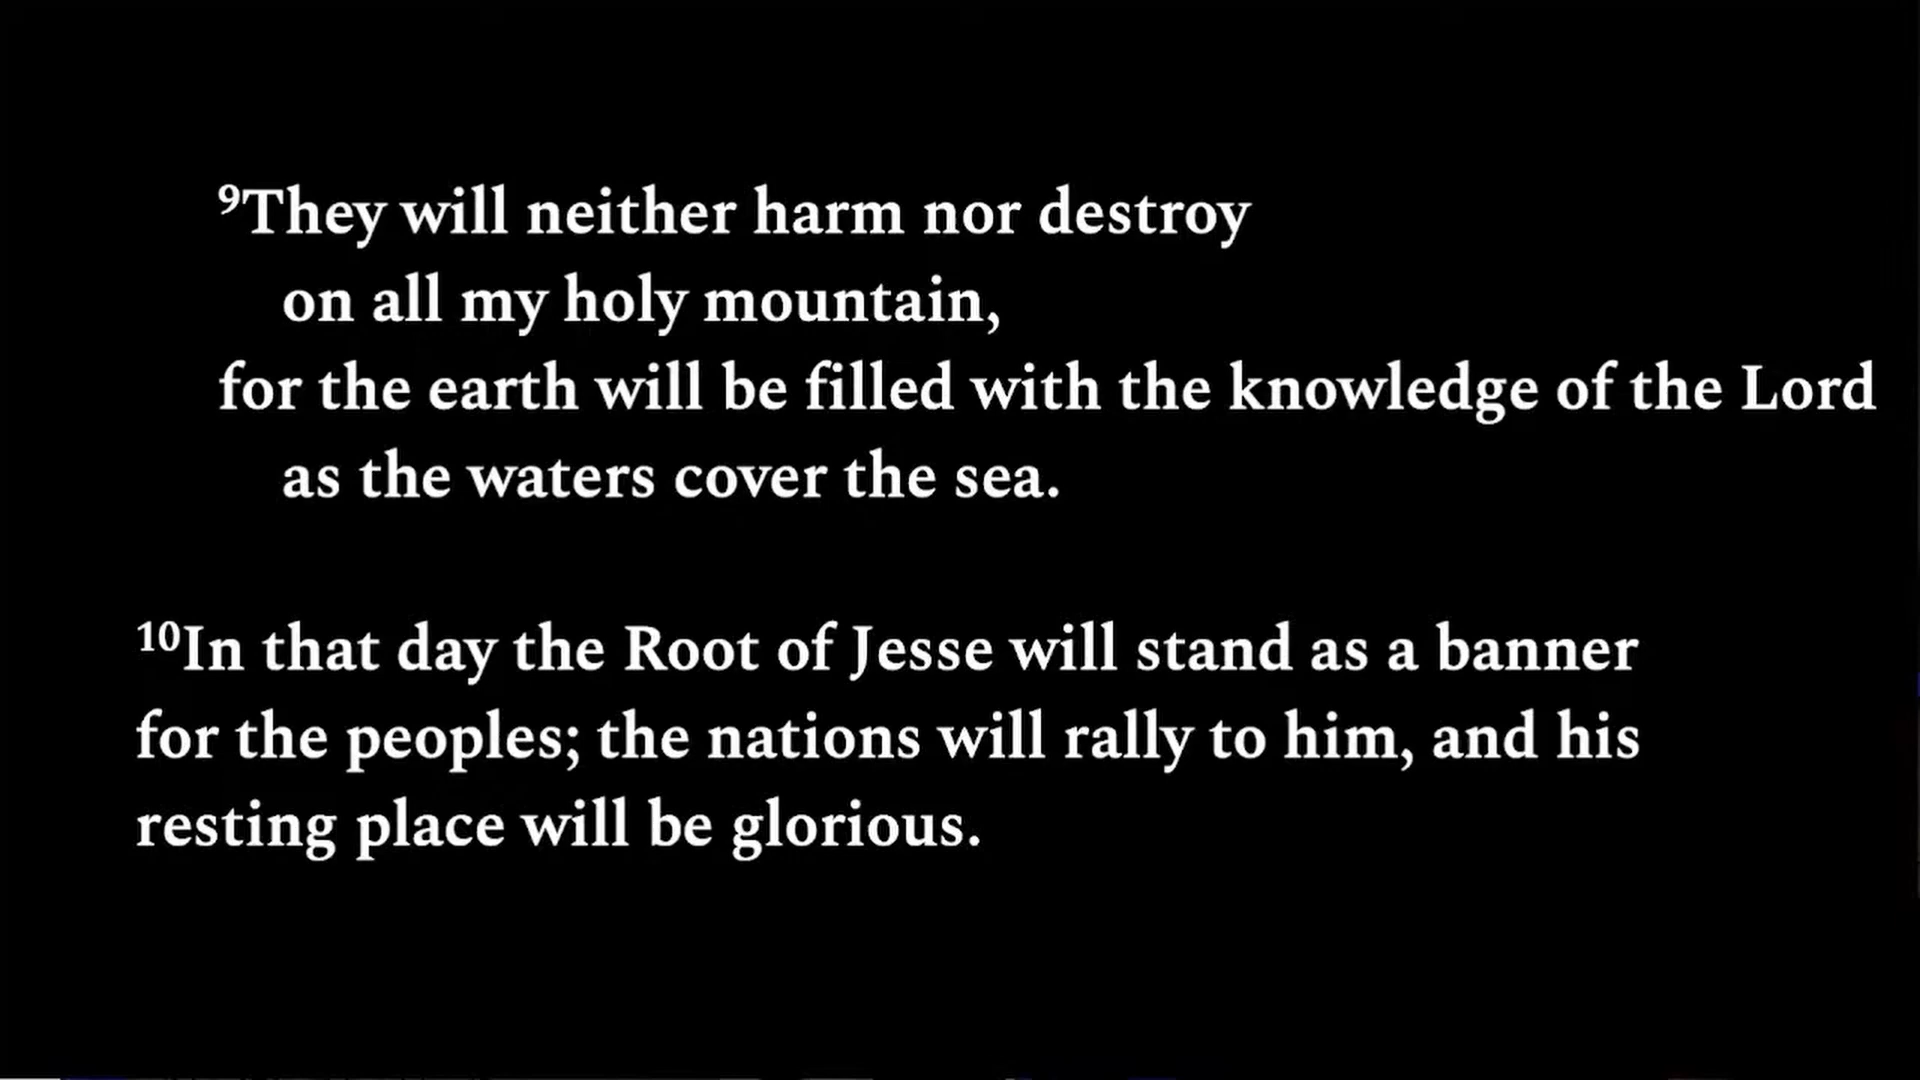 ⁹They will neither harm nor destroy
on all my holy mountain,
for the earth will be filled with the knowledge of the Lord
as the waters cover the sea.
¹⁰In that day the Root of Jesse will stand as a banner
for the peoples; the nations will rally to him, and his
resting place will be glorious.